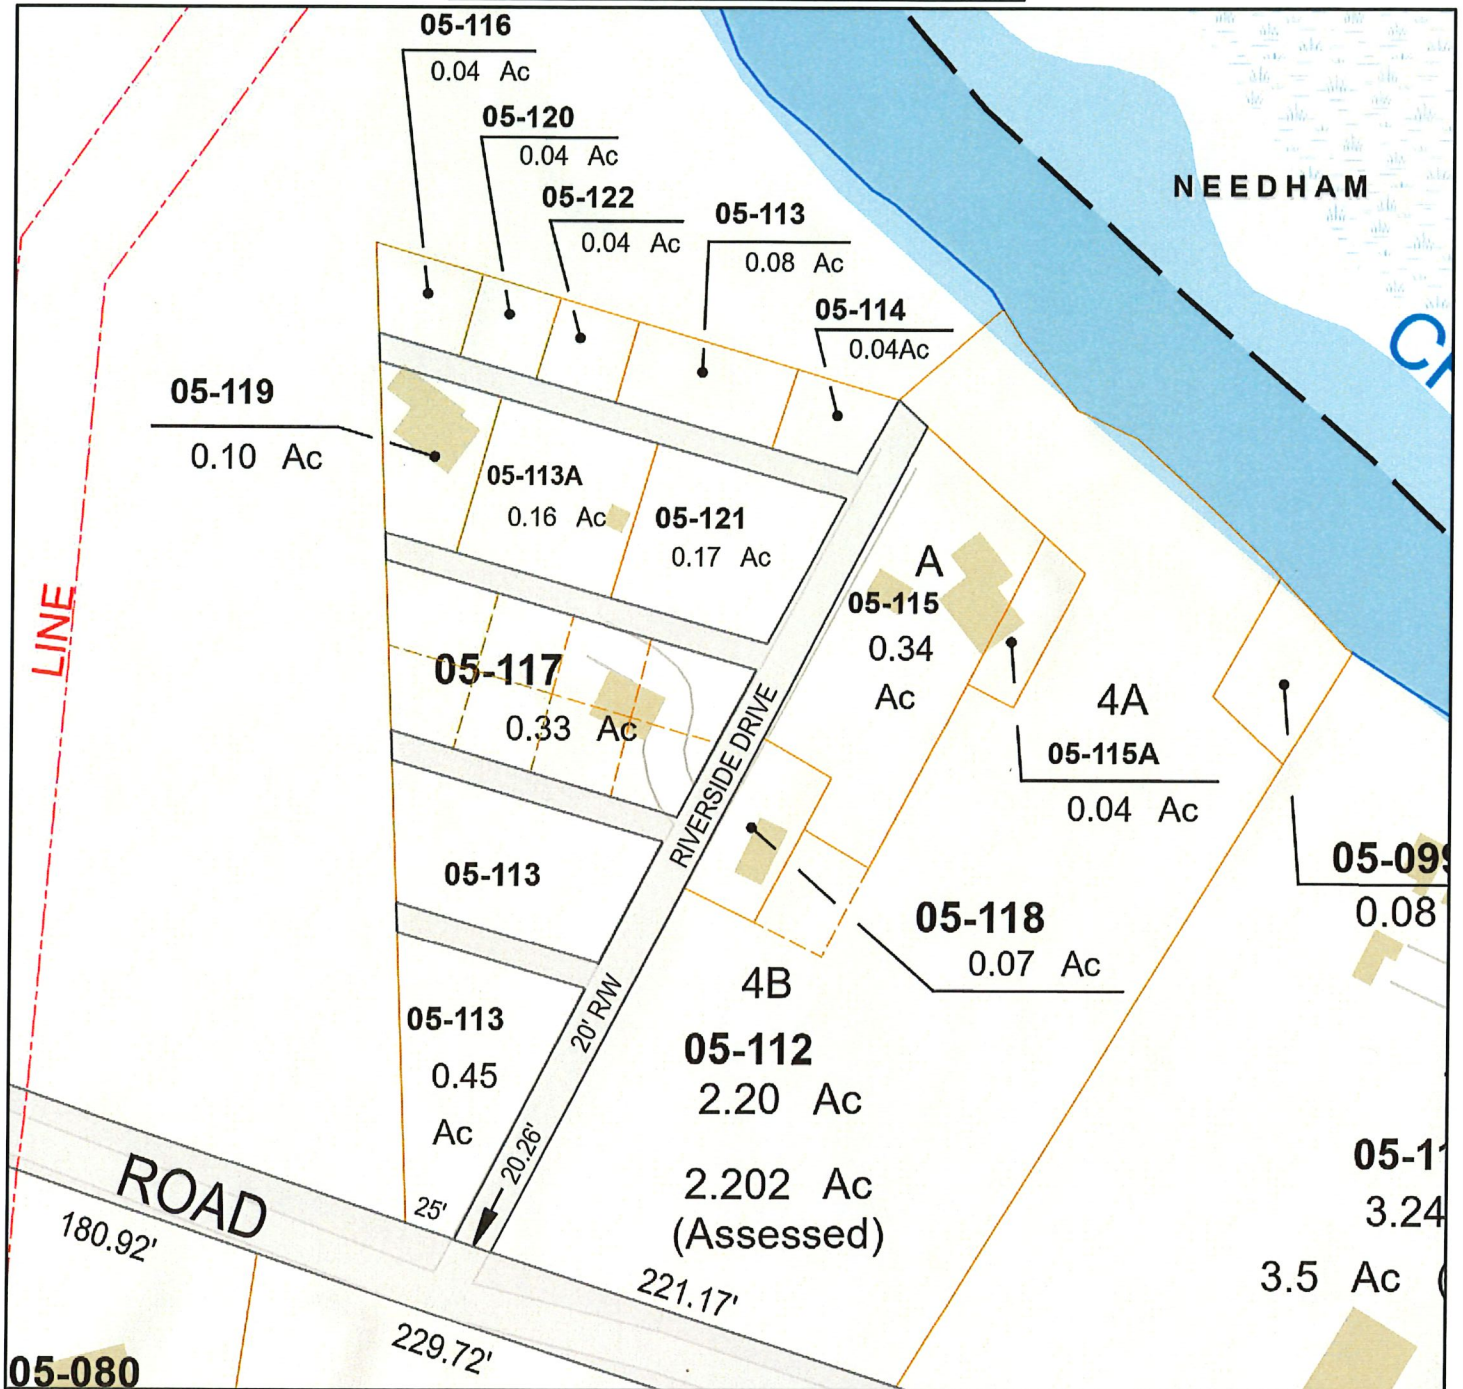 05-116
0.04 Ac
05-120
0.04 Ac
05-122
0.04 Ac
05-113
0.08 Ac
NEEDHAM
05-114
0.04Ac
05-119
0.10 Ac
05-113A
0.16 Ac
05-121
0.17 Ac
A
05-115
0.34
Ac
LINE
05-117
0.33 Ac
RIVERSIDE DRIVE
4A
05-115A
0.04 Ac
05-113
05-099
0.08
05-118
0.07 Ac
4B
05-113
0.45
Ac
20' R/W
05-112
2.20 Ac
2.202 Ac
(Assessed)
20.26'
25'
ROAD
180.92'
221.17'
229.72'
05-11
3.24
3.5 Ac (
05-080